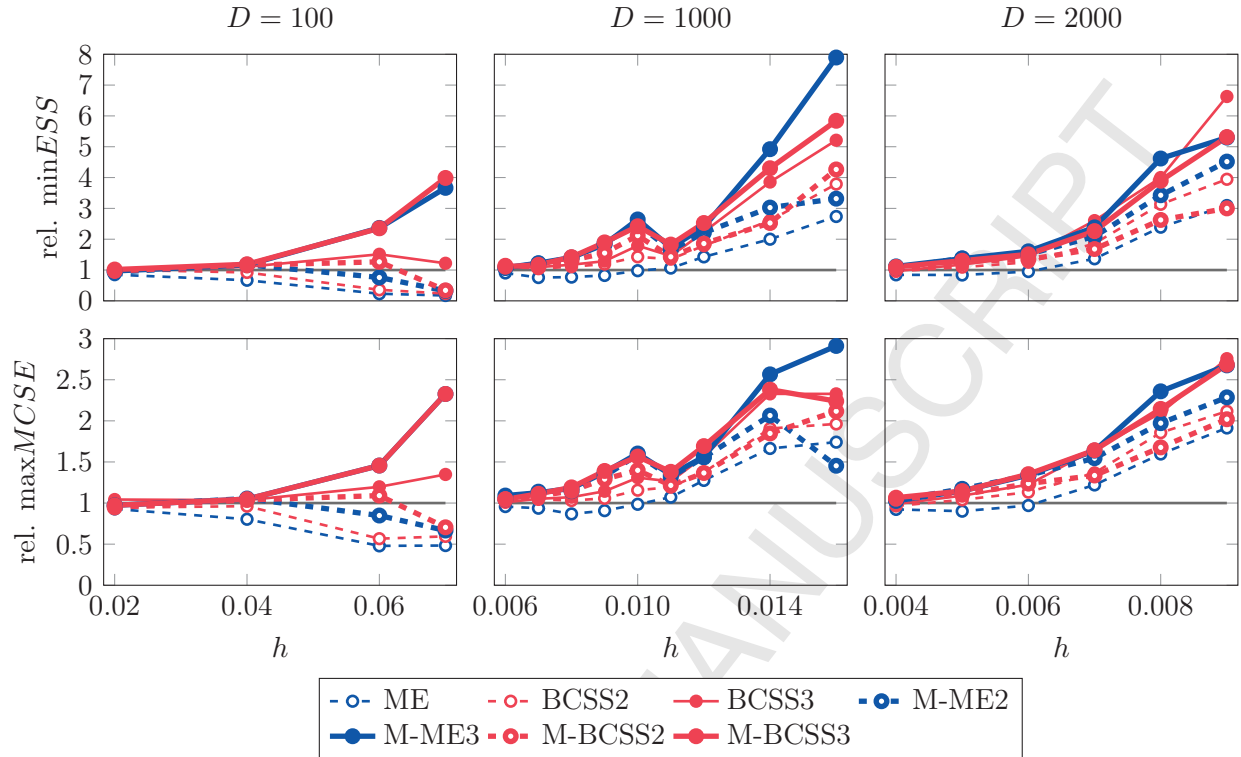 D = 100
D = 1000
D = 2000
rel. minESS
8
7
6
5
4
3
2
1
0
rel. maxMCSE
3
2.5
2
1.5
1
0.5
0
0.02 0.04 0.06
0.006 0.010 0.014
0.004 0.006 0.008
h
h
h
ANUSCRIPT
ME BCSS2 BCSS3 M-ME2
M-ME3 M-BCSS2 M-BCSS3